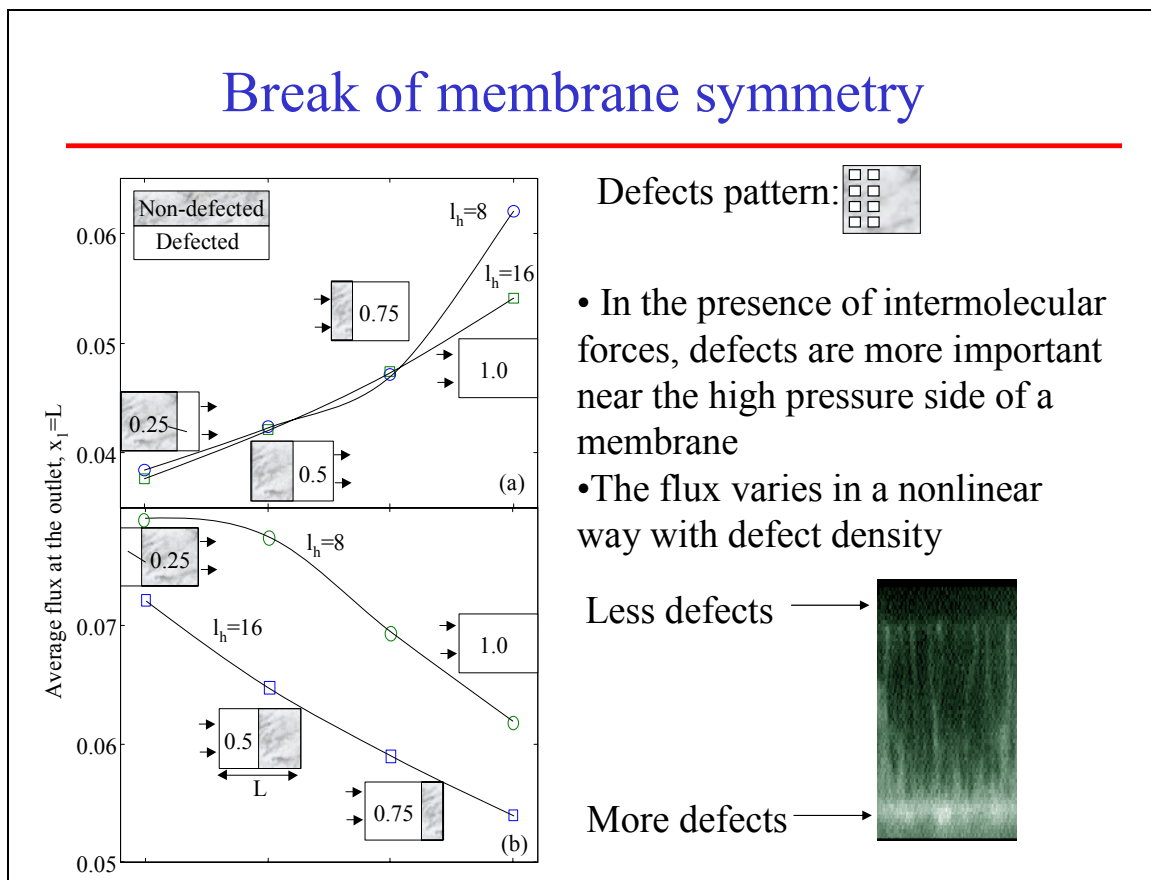 Break of membrane symmetry
Non-defected
Defected
l_h=8
l_h=16
0.06
0.05
0.04
0.75
1.0
0.25
0.5
(a)
Average flux at the outlet, x_1=L
0.25
l_h=8
l_h=16
0.07
0.06
0.05
1.0
0.5
L
0.75
(b)
Defects pattern:
• In the presence of intermolecular
forces, defects are more important
near the high pressure side of a
membrane
•The flux varies in a nonlinear
way with defect density
Less defects
More defects